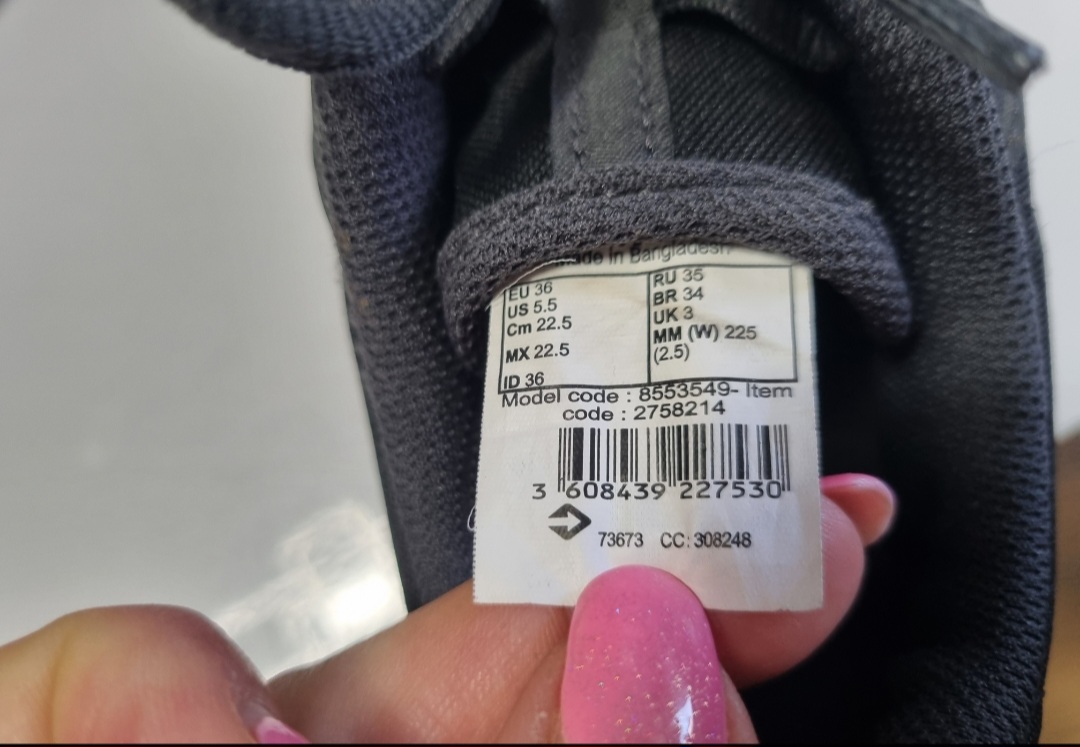 Made in Bangladesh
EU 36
US 5.5
Cm 22.5
MX 22.5
ID 36
RU 35
BR 34
UK 3
MM (W) 225
(2.5)
Model code : 8553549- Item
code : 2758214
3 608439 227530
73673 CC: 308248